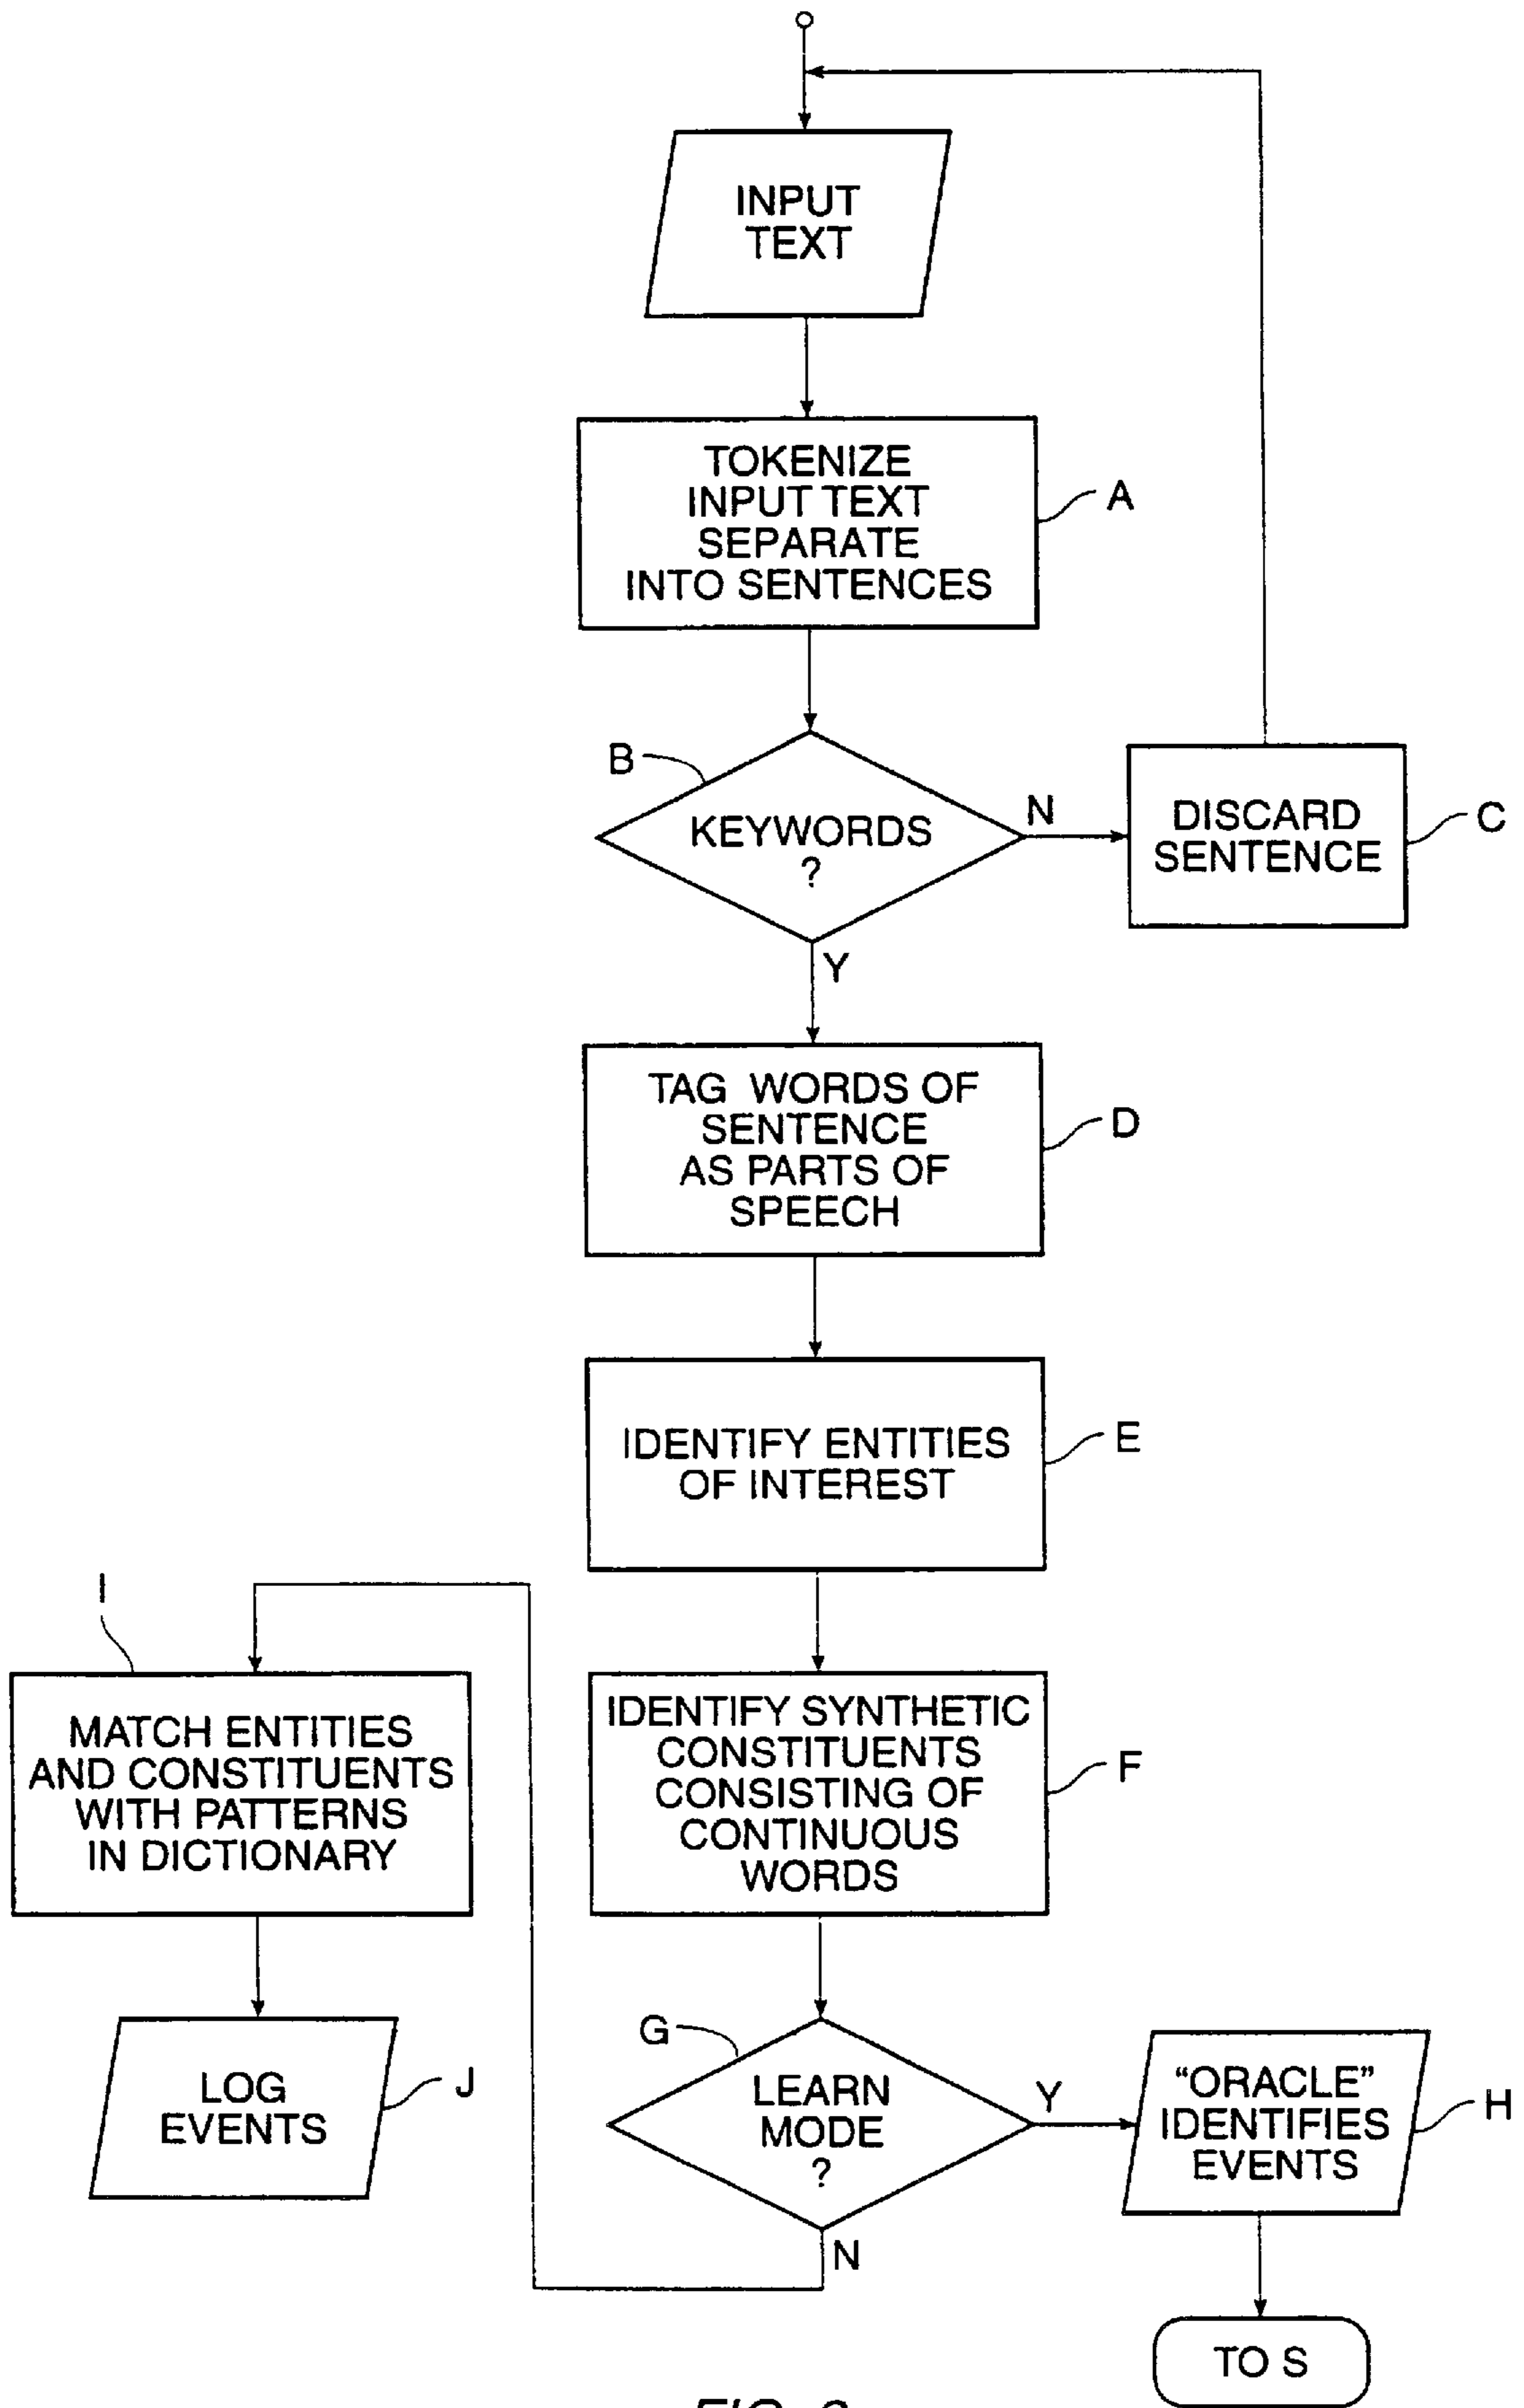 INPUT
TEXT
TOKENIZE
INPUT TEXT
SEPARATE
INTO SENTENCES
A
B
KEYWORDS
?
N
DISCARD
SENTENCE
C
Y
TAG WORDS OF
SENTENCE
AS PARTS OF
SPEECH
D
IDENTIFY ENTITIES
OF INTEREST
E
IDENTIFY SYNTHETIC
CONSTITUENTS
CONSISTING OF
CONTINUOUS
WORDS
F
I
MATCH ENTITIES
AND CONSTITUENTS
WITH PATTERNS
IN DICTIONARY
LOG
EVENTS
J
G
LEARN
MODE
?
Y
N
"ORACLE"
IDENTIFIES
EVENTS
H
TO S